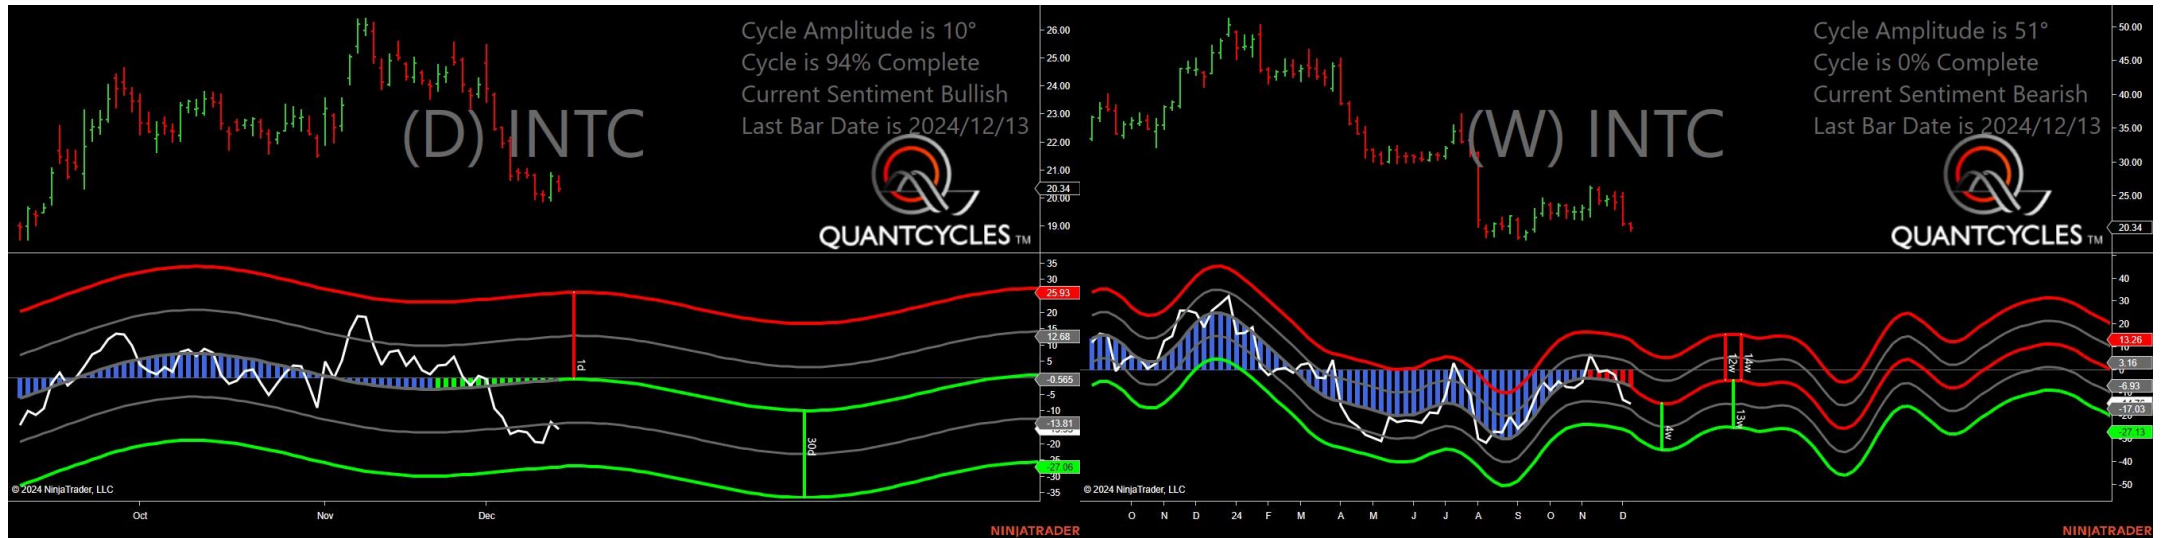 Cycle Amplitude is 10°
Cycle is 94% Complete
Current Sentiment Bullish
Last Bar Date is 2024/12/13
(D) INTC
QUANTCYCLES TM
26.00
25.00
24.00
23.00
22.00
21.00
20.34
20.00
19.00
35
30
25.93
20
15
12.68
10
5
-0.565
-5
-10
-13.81
-20
-25
-27.06
-30
-35
1d
30d
© 2024 NinjaTrader, LLC
Oct
Nov
Dec
NINJATRADER
Cycle Amplitude is 51°
Cycle is 0% Complete
Current Sentiment Bearish
Last Bar Date is 2024/12/13
(W) INTC
QUANTCYCLES TM
50.00
45.00
40.00
35.00
30.00
25.00
20.34
40
30
20
13.26
3.16
-6.93
-17.03
-27.13
-40
-50
12w
14w
4w
13w
© 2024 NinjaTrader, LLC
O N D 24 F M A M J J A S O N D
NINJATRADER